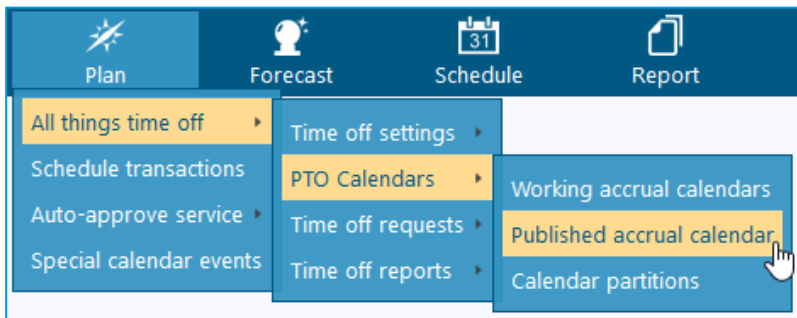 31
Plan
Forecast
Schedule
Report
All things time off
Schedule transactions
Auto-approve service
Special calendar events
Time off settings
PTO Calendars
Time off requests
Time off reports
Working accrual calendars
Published accrual calendar
Calendar partitions